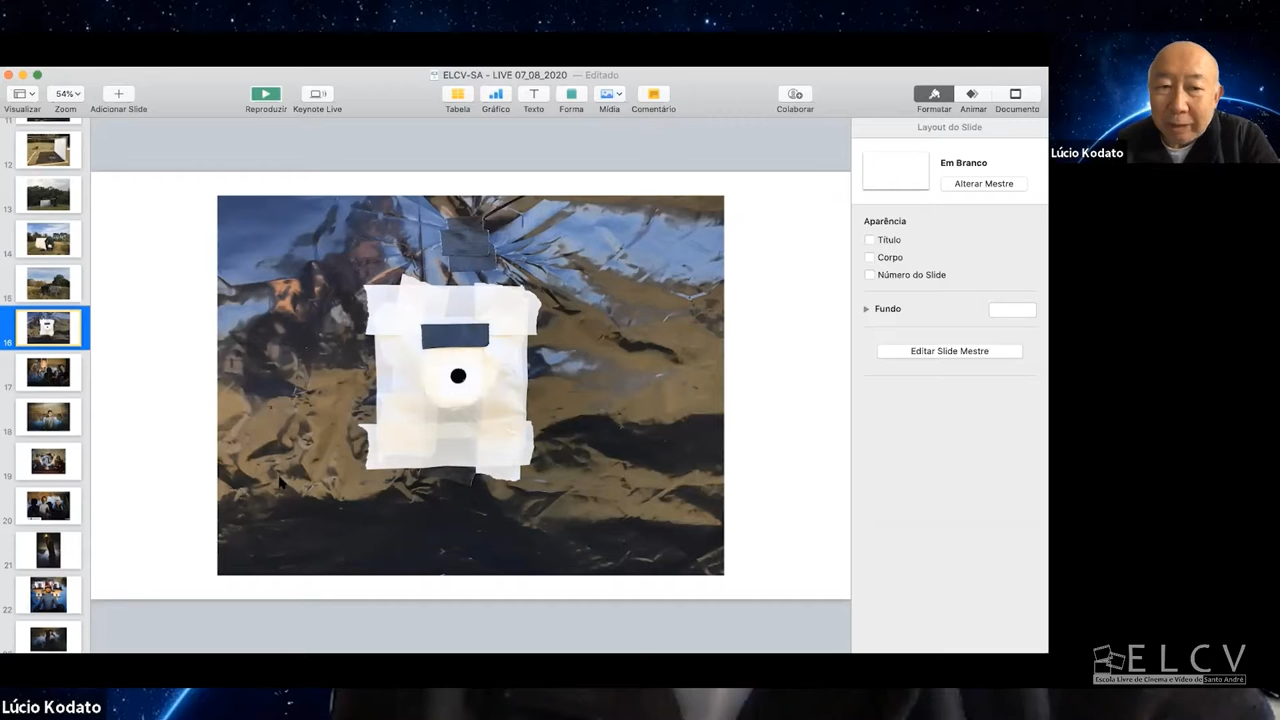 ELCV-SA - LIVE 07_08_2020 — Editado
54%
Visualizar Zoom Adicionar Slide Reproduzir Keynote Live Tabela Gráfico Texto Forma Mídia Comentário Colaborar Formatar Animar Documento
Layout do Slide
Em Branco
Alterar Mestre
Aparência
Título
Corpo
Número do Slide
Fundo
Editar Slide Mestre
11
12
13
14
15
16
17
18
19
20
21
22
Lúcio Kodato
ELCV
Escola Livre de Cinema e Vídeo de Santo André
Lúcio Kodato